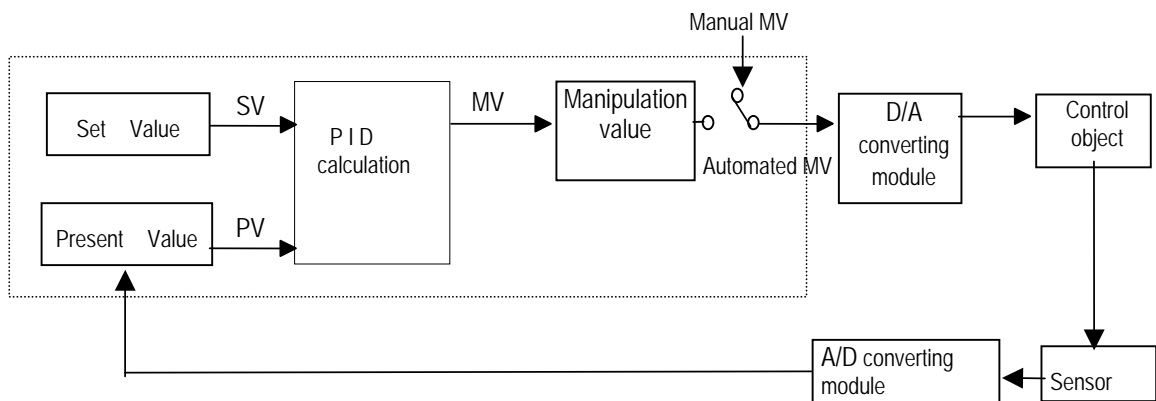 Manual MV
Set Value
SV
P I D
calculation
MV
Manipulation
value
Automated MV
D/A
converting
module
Control
object
Present Value
PV
A/D converting
module
Sensor